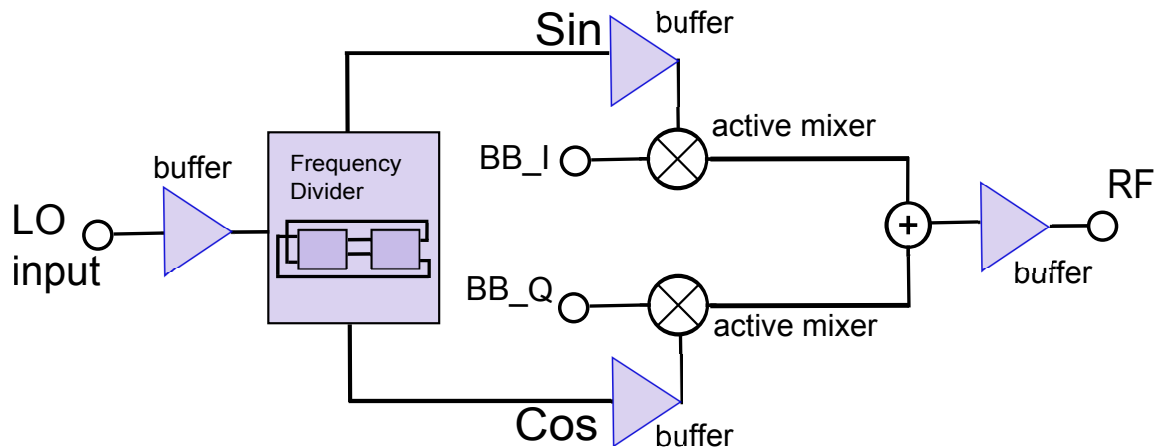 Sin
buffer
active mixer
BB_I
Frequency
Divider
buffer
LO
input
+
RF
buffer
BB_Q
active mixer
Cos
buffer